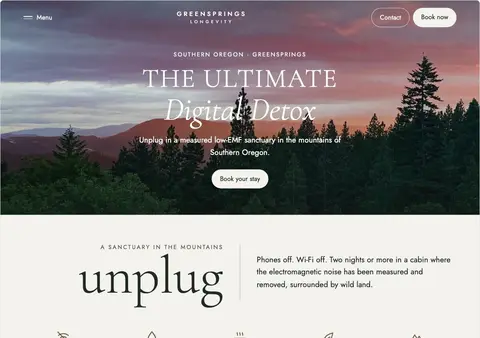 Menu
GREENSPRINGS
LONGEVITY
Contact
Book now
SOUTHERN OREGON · GREENSPRINGS
THE ULTIMATE
Digital Detox
Unplug in a measured low-EMF sanctuary in the mountains of
Southern Oregon.
Book your stay
A SANCTUARY IN THE MOUNTAINS
unplug
Phones off. Wi-Fi off. Two nights or more in a cabin where
the electromagnetic noise has been measured and
removed, surrounded by wild land.